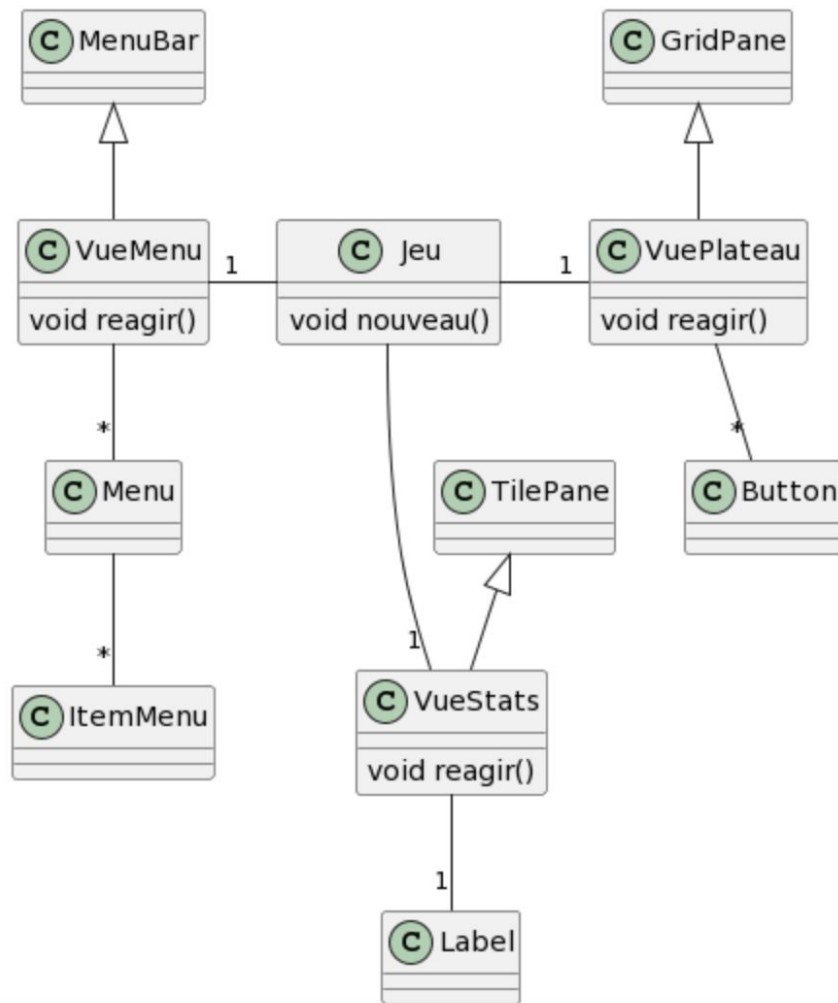 C MenuBar
C GridPane
C VueMenu
void reagir()
1
C Jeu
void nouveau()
1
C VuePlateau
void reagir()
*
*
C Menu
C TilePane
C Button
*
1
C ItemMenu
C VueStats
void reagir()
1
C Label